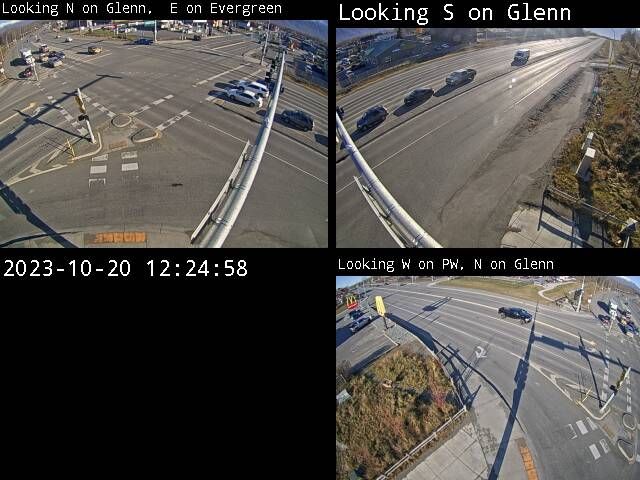 Looking N on Glenn, E on Evergreen
Looking S on Glenn
2023-10-20 12:24:58
Looking W on PW, N on Glenn